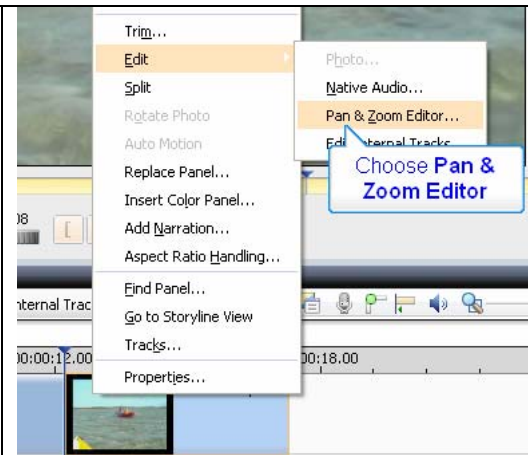 Trim...
Edit
Split
Rotate Photo
Auto Motion
Replace Panel...
Insert Color Panel...
Add Narration...
Aspect Ratio Handling...
Find Panel...
Go to Storyline View
Tracks...
Properties...
Photo...
Native Audio...
Pan & Zoom Editor...
Choose Pan &
Zoom Editor
00:18.00